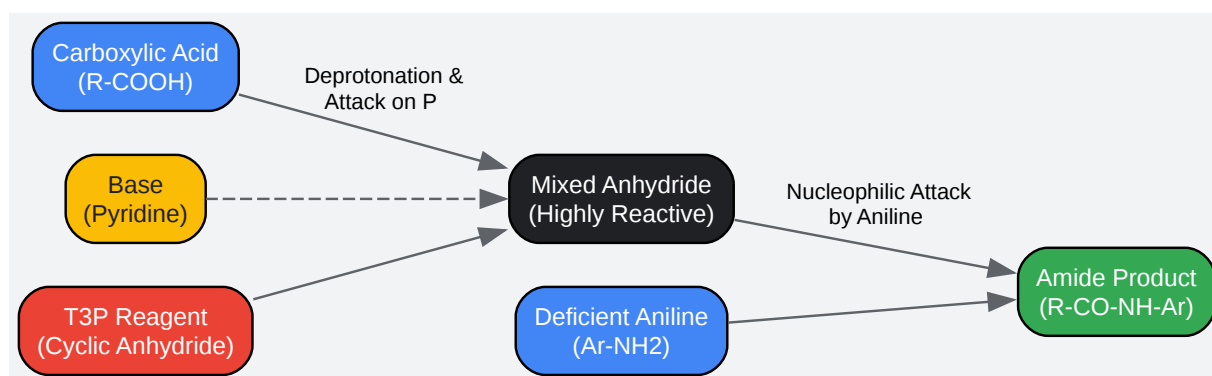 Carboxylic Acid
(R-COOH)
Deprotonation &
Attack on P
Base
(Pyridine)
Mixed Anhydride
(Highly Reactive)
Nucleophilic Attack
by Aniline
T3P Reagent
(Cyclic Anhydride)
Deficient Aniline
(Ar-NH2)
Amide Product
(R-CO-NH-Ar)